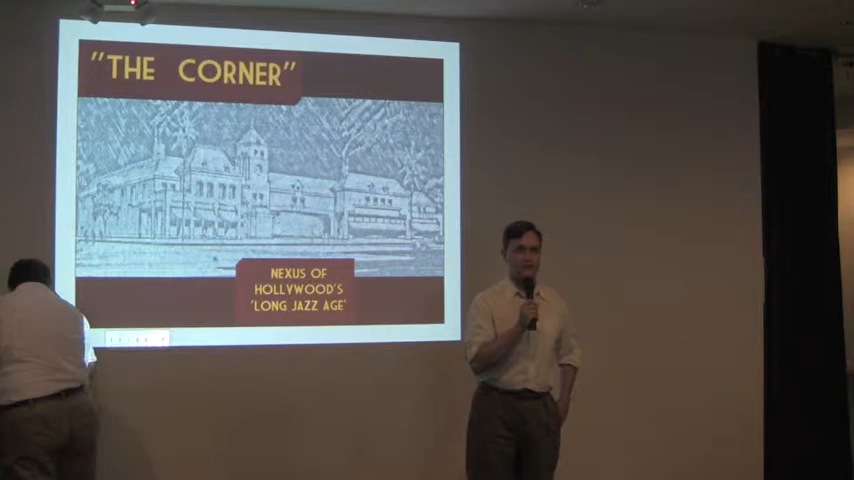 "THE CORNER"
NEXUS OF
HOLLYWOOD'S
'LONG JAZZ AGE'